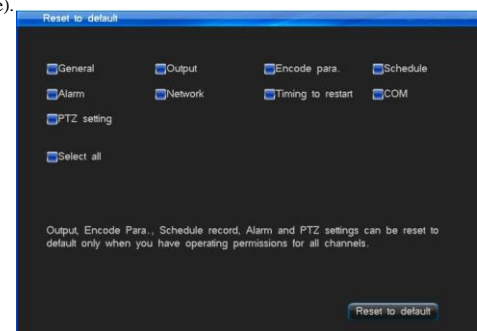 e).
Reset to default
General Output Encode para. Schedule
Alarm Network Timing to restart COM
PTZ setting
Select all
Output, Encode Para., Schedule record, Alarm and PTZ settings can be reset to
default only when you have operating permissions for all channels.
Reset to default